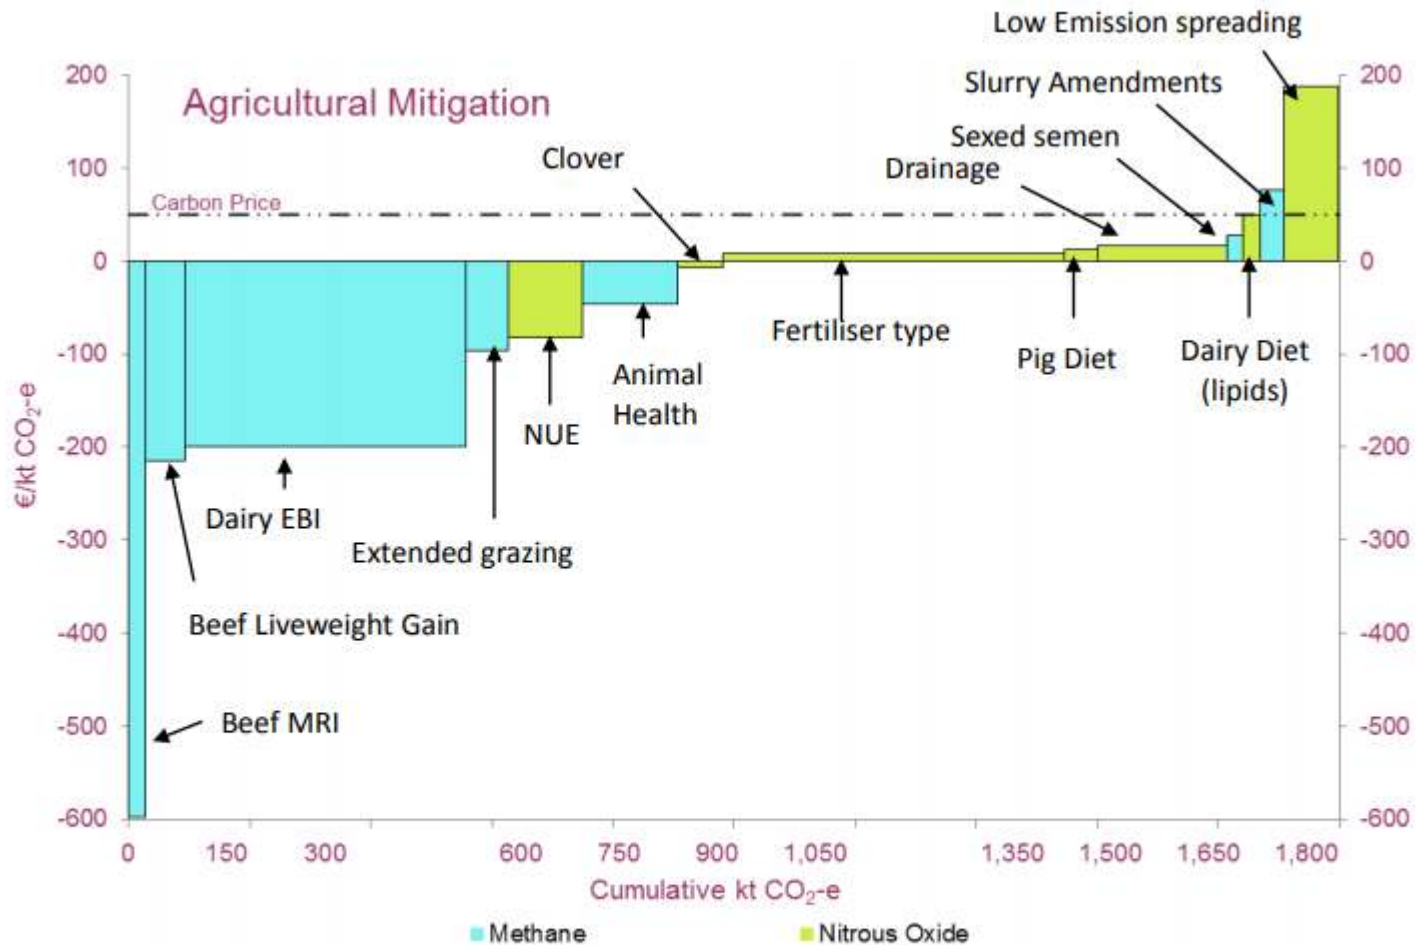 Low Emission spreading
200
200
Agricultural Mitigation
Slurry Amendments
Sexed semen
Clover
Drainage
100
100
Carbon Price
0
0
Fertiliser type
Pig Diet
Dairy Diet
(lipids)
-100
-100
Animal
Health
NUE
-200
-200
€/kt CO₂-e
Dairy EBI
Extended grazing
-300
-300
Beef Liveweight Gain
-400
-400
Beef MRI
-500
-500
-600
-600
0 150 300 600 750 900 1,050 1,350 1,500 1,650 1,800
Cumulative kt CO₂-e
Methane Nitrous Oxide